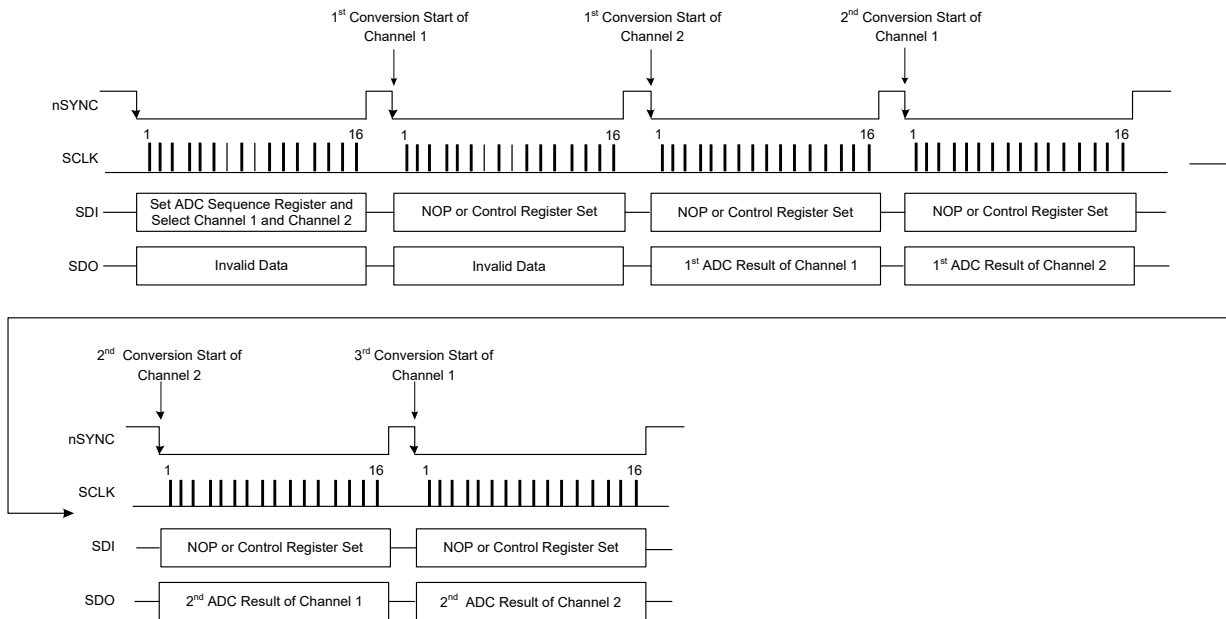 1st Conversion Start of
Channel 1
1st Conversion Start of
Channel 2
2nd Conversion Start of
Channel 1
nSYNC
1 16 1 16 1 16 1 16
SCLK
SDI
Set ADC Sequence Register and
Select Channel 1 and Channel 2
NOP or Control Register Set
NOP or Control Register Set
NOP or Control Register Set
SDO
Invalid Data
Invalid Data
1st ADC Result of Channel 1
1st ADC Result of Channel 2
2nd Conversion Start of
Channel 2
3rd Conversion Start of
Channel 1
nSYNC
1 16 1 16
SCLK
SDI
NOP or Control Register Set
NOP or Control Register Set
SDO
2nd ADC Result of Channel 1
2nd ADC Result of Channel 2